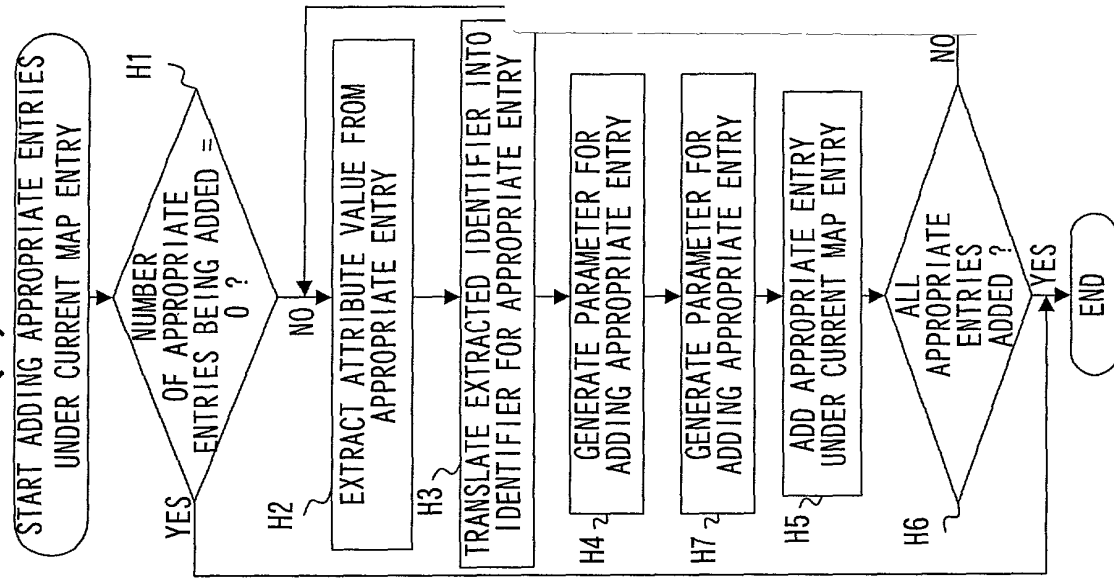 START ADDING APPROPRIATE ENTRIES
UNDER CURRENT MAP ENTRY
H1
NUMBER
OF APPROPRIATE
ENTRIES BEING ADDED =
0 ?
YES
NO
H2
EXTRACT ATTRIBUTE VALUE FROM
APPROPRIATE ENTRY
H3
TRANSLATE EXTRACTED IDENTIFIER INTO
IDENTIFIER FOR APPROPRIATE ENTRY
H4
GENERATE PARAMETER FOR
ADDING APPROPRIATE ENTRY
H7
GENERATE PARAMETER FOR
ADDING APPROPRIATE ENTRY
H5
ADD APPROPRIATE ENTRY
UNDER CURRENT MAP ENTRY
H6
ALL
APPROPRIATE
ENTRIES
ADDED ?
NO
YES
END